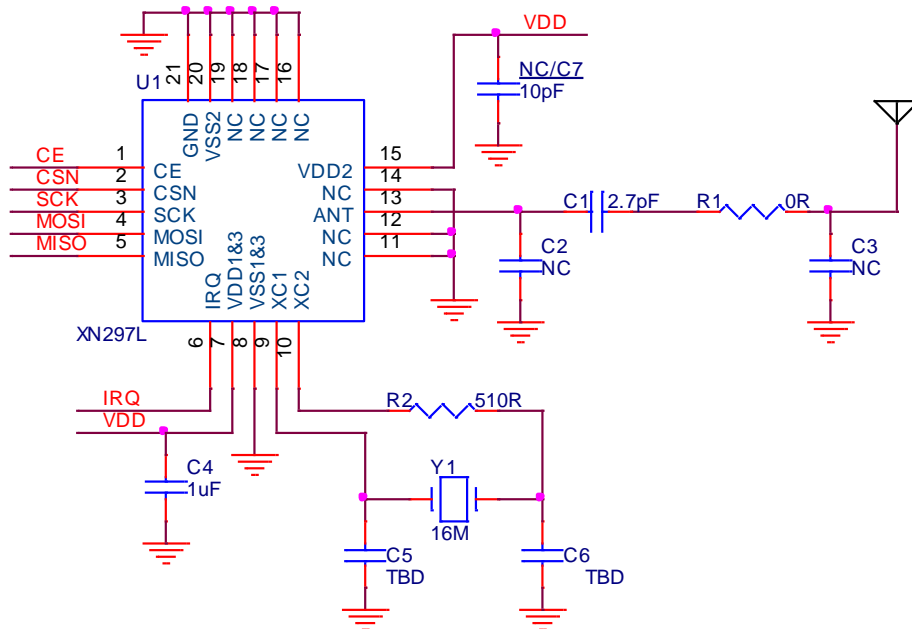 VDD
NC/C7
10pF
U1
21
20
19
18
17
16
GND
VSS2
NC
NC
NC
NC
CE
1
CE
CSN
2
CSN
SCK
3
SCK
MOSI
4
MOSI
MISO
5
MISO
15
VDD2
14
NC
13
ANT
12
NC
11
NC
C1
2.7pF
R1
0R
C2
NC
C3
NC
IRQ
VDD1&3
VSS1&3
XC1
XC2
XN297L
6
7
8
9
10
IRQ
VDD
R2
510R
C4
1uF
Y1
16M
C5
TBD
C6
TBD